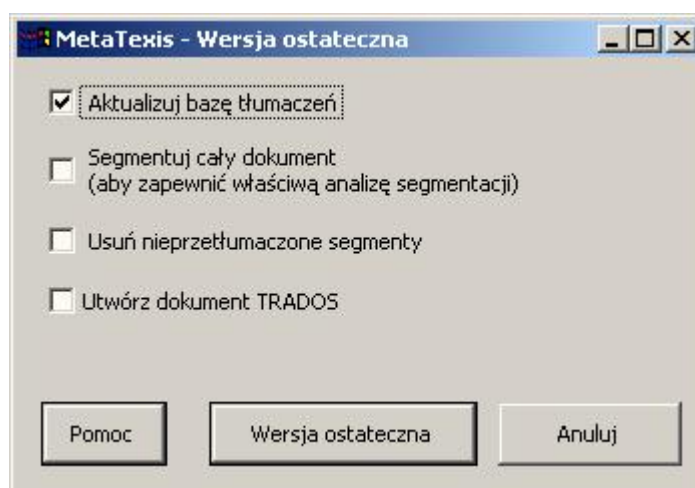 MetaTexis - Wersja ostateczna
Aktualizuj bazę tłumaczeń
Segmentuj cały dokument
(aby zapewnić właściwą analizę segmentacji)
Usuń nieprzetłumaczone segmenty
Utwórz dokument TRADOS
Pomoc Wersja ostateczna Anuluj